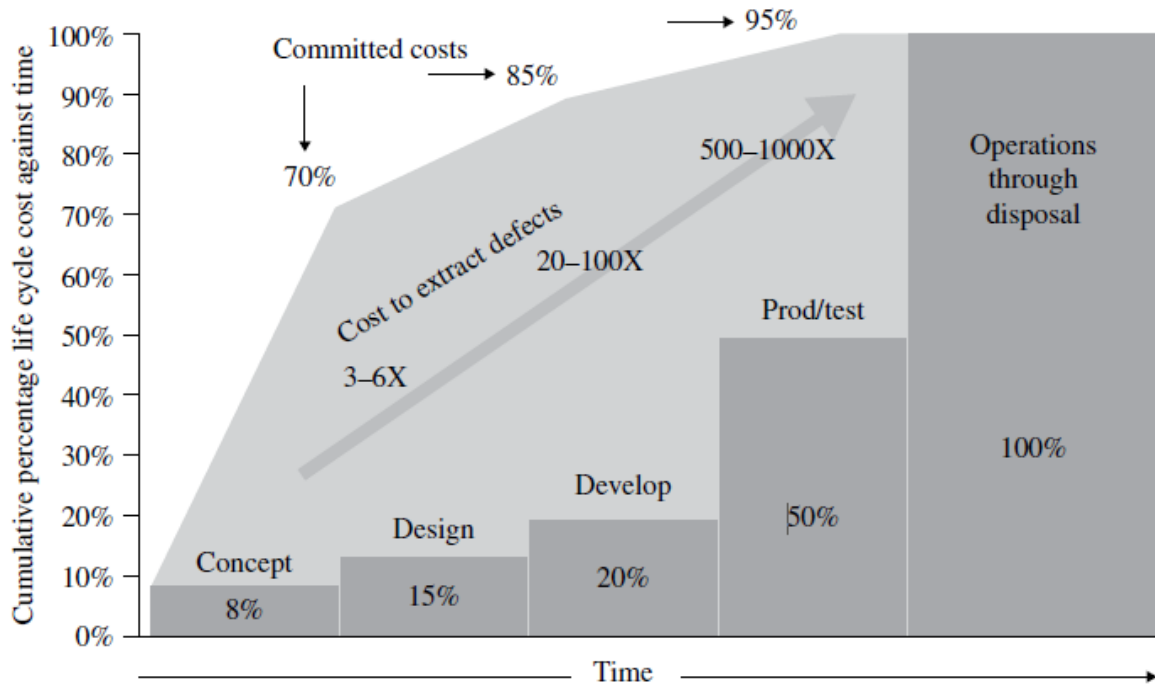 Cumulative percentage life cycle cost against time
100%
90%
80%
70%
60%
50%
40%
30%
20%
10%
0%
Committed costs
70%
85%
95%
Cost to extract defects
3–6X
20–100X
500–1000X
Concept
8%
Design
15%
Develop
20%
Prod/test
50%
Operations
through
disposal
100%
Time